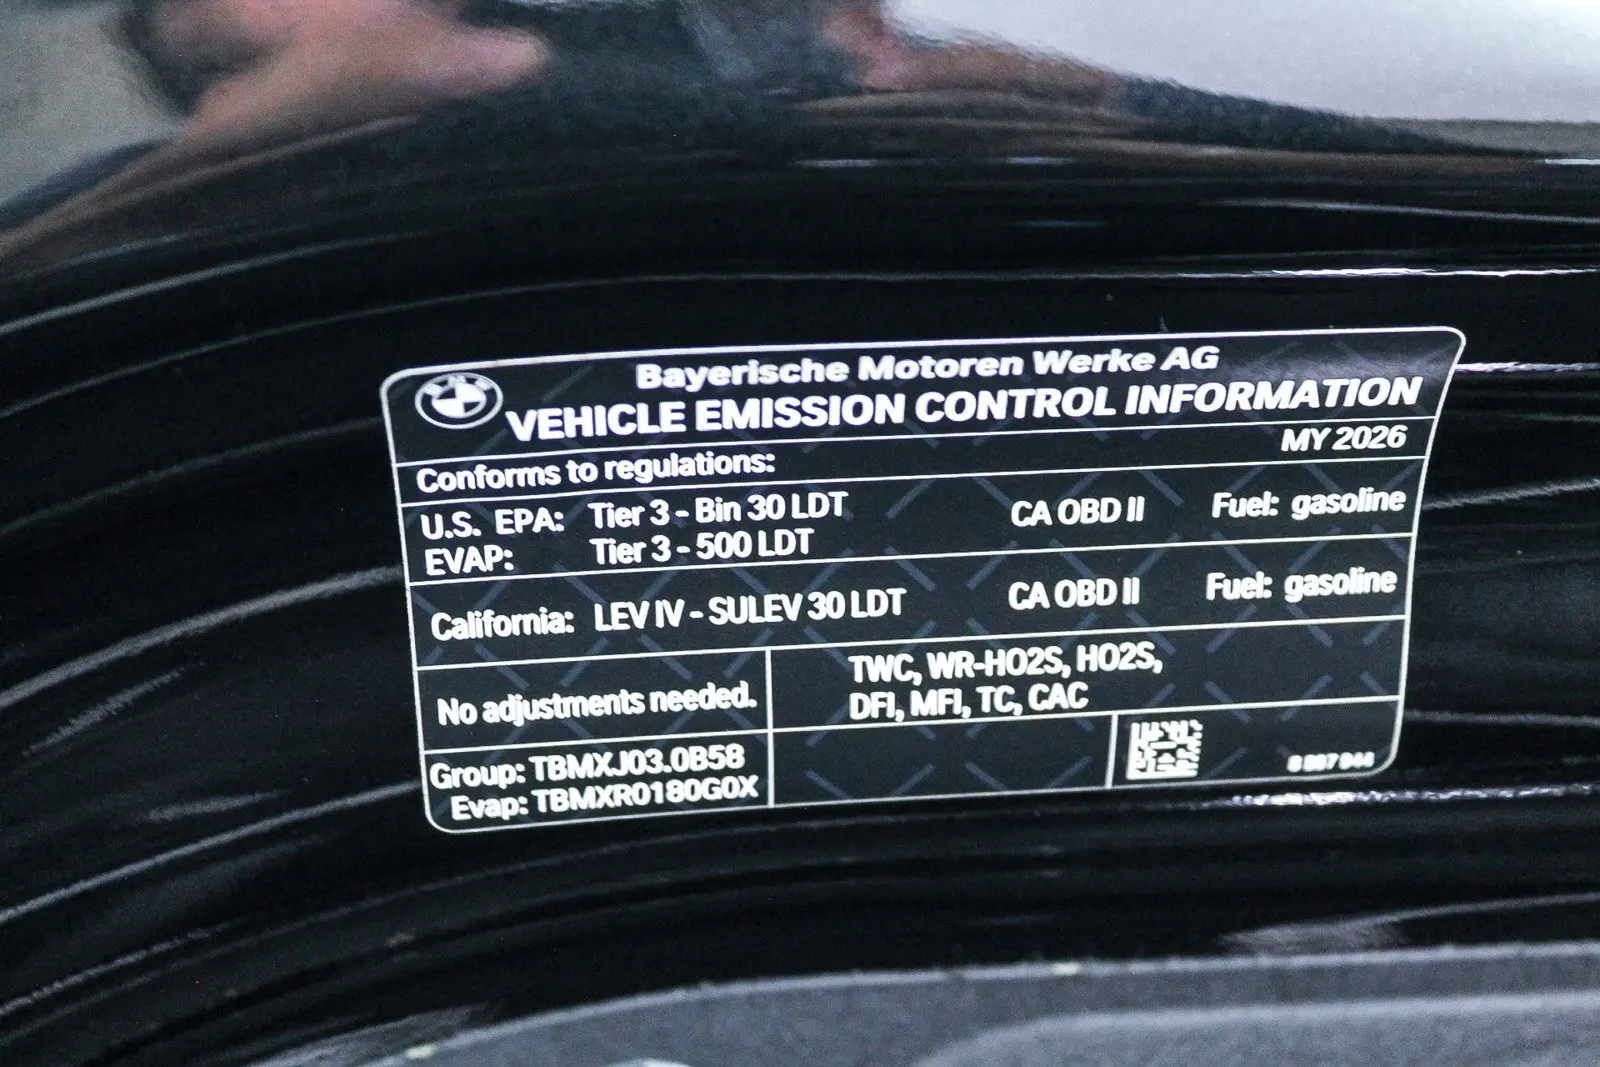 Bayerische Motoren Werke AG
VEHICLE EMISSION CONTROL INFORMATION
MY 2026
Conforms to regulations:
U.S. EPA: Tier 3 - Bin 30 LDT CA OBD II Fuel: gasoline
EVAP: Tier 3 - 500 LDT
California: LEV IV - SULEV 30 LDT CA OBD II Fuel: gasoline
No adjustments needed.
TWC, WR-HO2S, HO2S,
DFI, MFI, TC, CAC
Group: TBMXJ03.0B58
Evap: TBMXR0180G0X